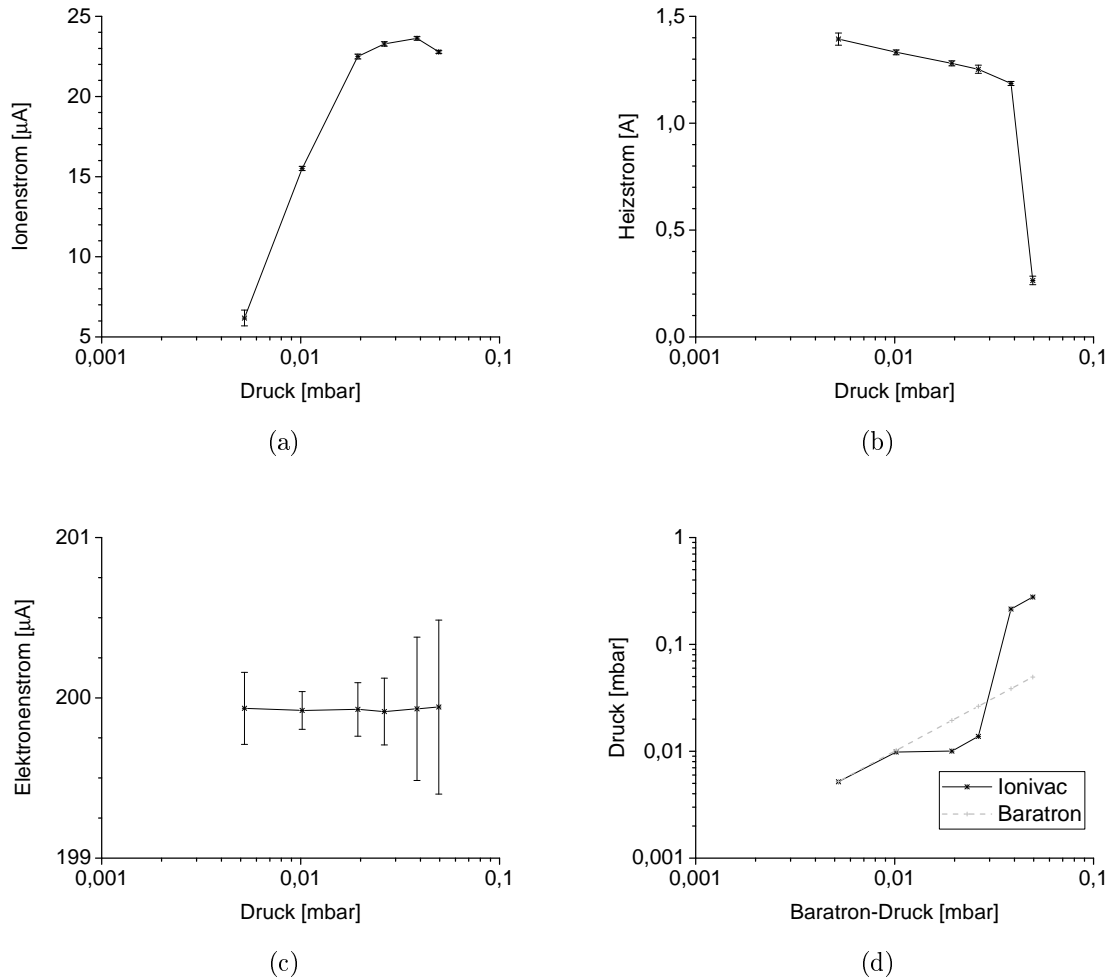 25
20
15
10
5
Ionenstrom [µA]
0,001
0,01
0,1
Druck [mbar]
(a)
1,5
1,0
0,5
0,0
Heizstrom [A]
0,001
0,01
0,1
Druck [mbar]
(b)
201
200
199
Elektronenstrom [µA]
0,001
0,01
0,1
Druck [mbar]
(c)
1
0,1
0,01
0,001
Druck [mbar]
Ionivac
Baratron
0,001
0,01
0,1
Baratron-Druck [mbar]
(d)